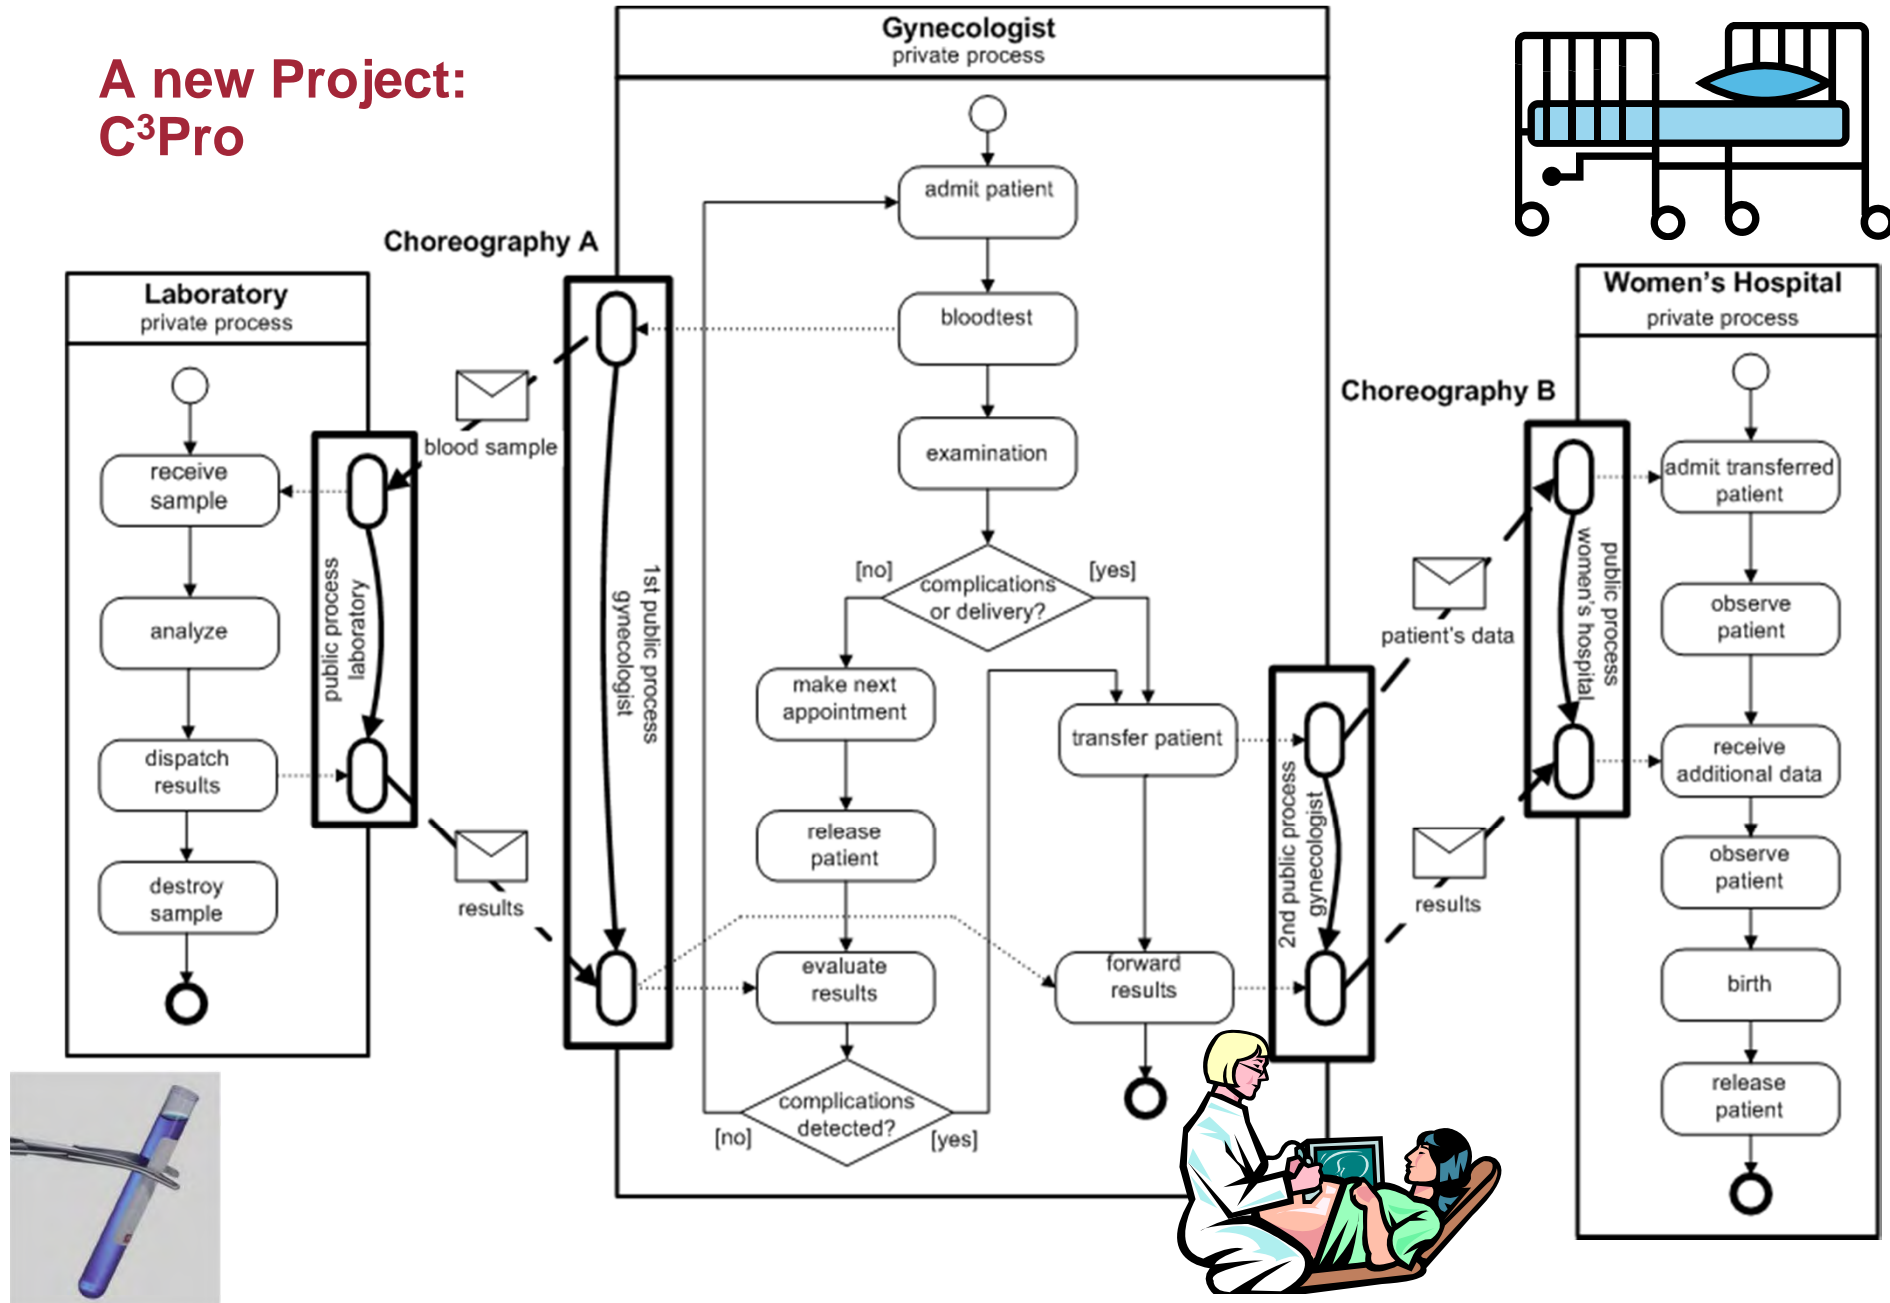 A new Project:
C³Pro
Gynecologist
private process
admit patient
bloodtest
examination
complications
or delivery?
[no]
[yes]
make next
appointment
release
patient
evaluate
results
complications
detected?
[no]
[yes]
transfer patient
forward
results
Choreography A
1st public process
gynecologist
blood sample
results
Laboratory
private process
receive
sample
analyze
dispatch
results
destroy
sample
public process
laboratory
Choreography B
2nd public process
gynecologist
patient's data
results
public process
women's hospital
Women's Hospital
private process
admit transferred
patient
observe
patient
receive
additional data
observe
patient
birth
release
patient